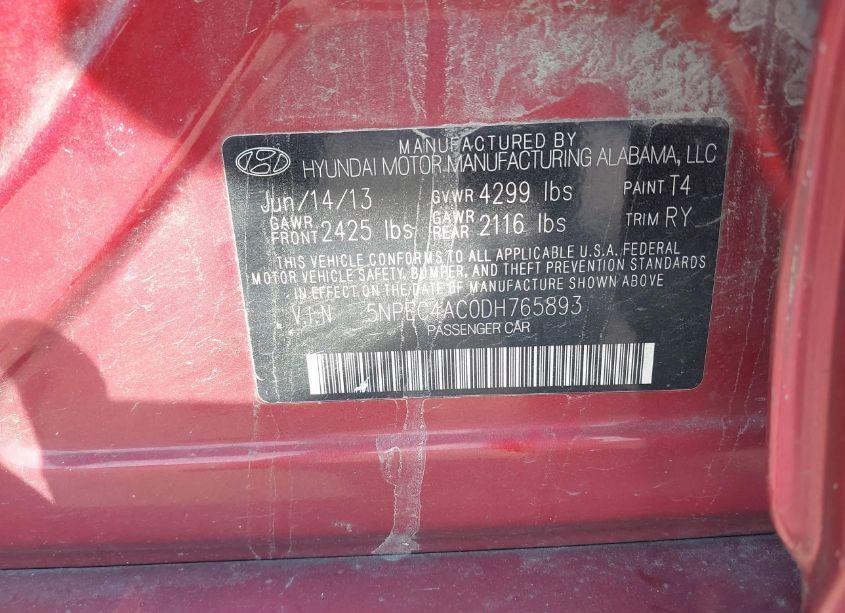 MANUFACTURED BY
HYUNDAI MOTOR MANUFACTURING ALABAMA, LLC
Jun/14/13 GVWR 4299 lbs PAINT T4
GAWR FRONT 2425 lbs GAWR REAR 2116 lbs TRIM RY
THIS VEHICLE CONFORMS TO ALL APPLICABLE U.S.A. FEDERAL
MOTOR VEHICLE SAFETY, BUMPER, AND THEFT PREVENTION STANDARDS
IN EFFECT ON THE DATE OF MANUFACTURE SHOWN ABOVE
V.I.N 5NPEC4AC0DH765893
PASSENGER CAR